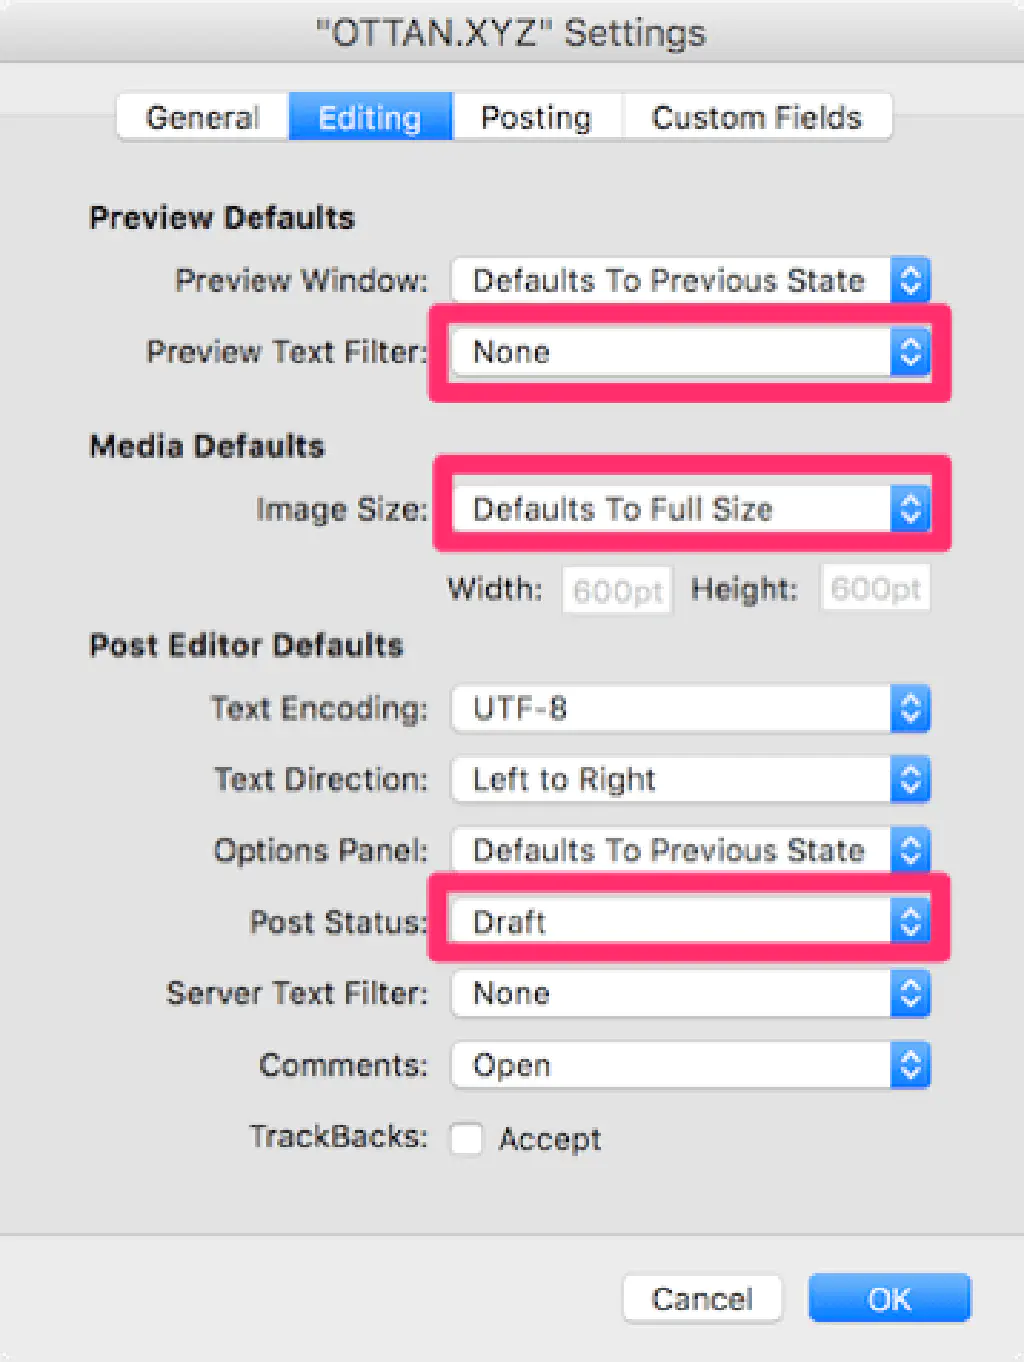 "OTTAN.XYZ" Settings
General Editing Posting Custom Fields
Preview Defaults
Preview Window: Defaults To Previous State
Preview Text Filter: None
Media Defaults
Image Size: Defaults To Full Size
Width: 600pt Height: 600pt
Post Editor Defaults
Text Encoding: UTF-8
Text Direction: Left to Right
Options Panel: Defaults To Previous State
Post Status: Draft
Server Text Filter: None
Comments: Open
TrackBacks: Accept
Cancel OK